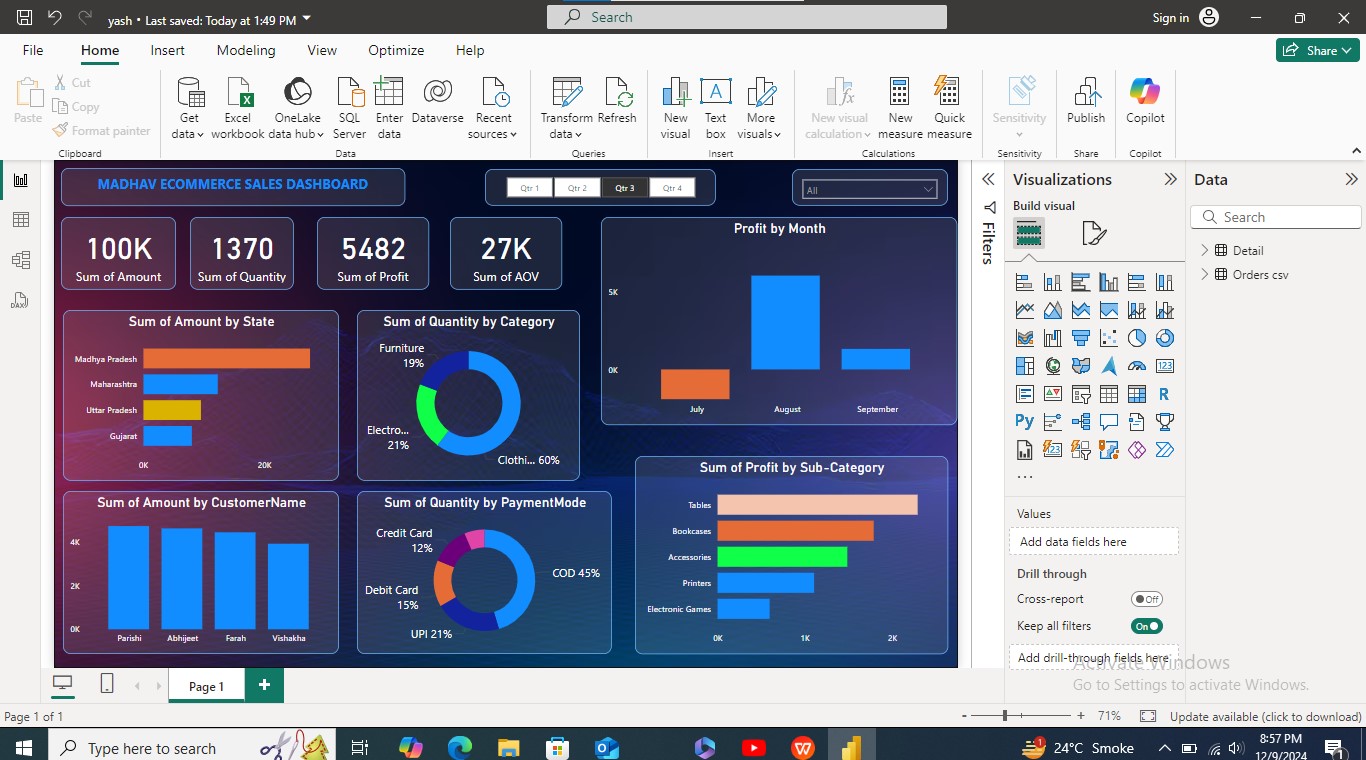 yash • Last saved: Today at 1:49 PM
Search
Sign in
File Home Insert Modeling View Optimize Help
Share
Paste
Cut
Copy
Format painter
Clipboard
Get data
Excel workbook
OneLake data hub
SQL Server
Enter data
Dataverse
Recent sources
Data
Transform data
Refresh
Queries
New visual
Text box
More visuals
Insert
New visual calculation
New measure
Quick measure
Calculations
Sensitivity
Sensitivity
Publish
Share
Copilot
Copilot
MADHAV ECOMMERCE SALES DASHBOARD
Qtr 1 Qtr 2 Qtr 3 Qtr 4
All
100K
Sum of Amount
1370
Sum of Quantity
5482
Sum of Profit
27K
Sum of AOV
Profit by Month
5K
0K
July August September
Sum of Amount by State
Madhya Pradesh
Maharashtra
Uttar Pradesh
Gujarat
0K 20K
Sum of Quantity by Category
Furniture
19%
Electro...
21%
Clothi... 60%
Sum of Profit by Sub-Category
Tables
Bookcases
Accessories
Printers
Electronic Games
0K 1K 2K
Sum of Amount by CustomerName
4K
2K
0K
Parishi Abhijeet Farah Vishakha
Sum of Quantity by PaymentMode
Credit Card
12%
Debit Card
15%
UPI 21%
COD 45%
Filters
Visualizations
Build visual
123
R
Py
123
...
Values
Add data fields here
Drill through
Cross-report
Off
Keep all filters
On
Add drill-through fields here
Data
Search
Detail
Orders csv
Activate Windows
Go to Settings to activate Windows.
Page 1
+
Page 1 of 1
- + 71%
Update available (click to download)
Type here to search
24°C Smoke
8:57 PM
12/9/2024
1
DAX